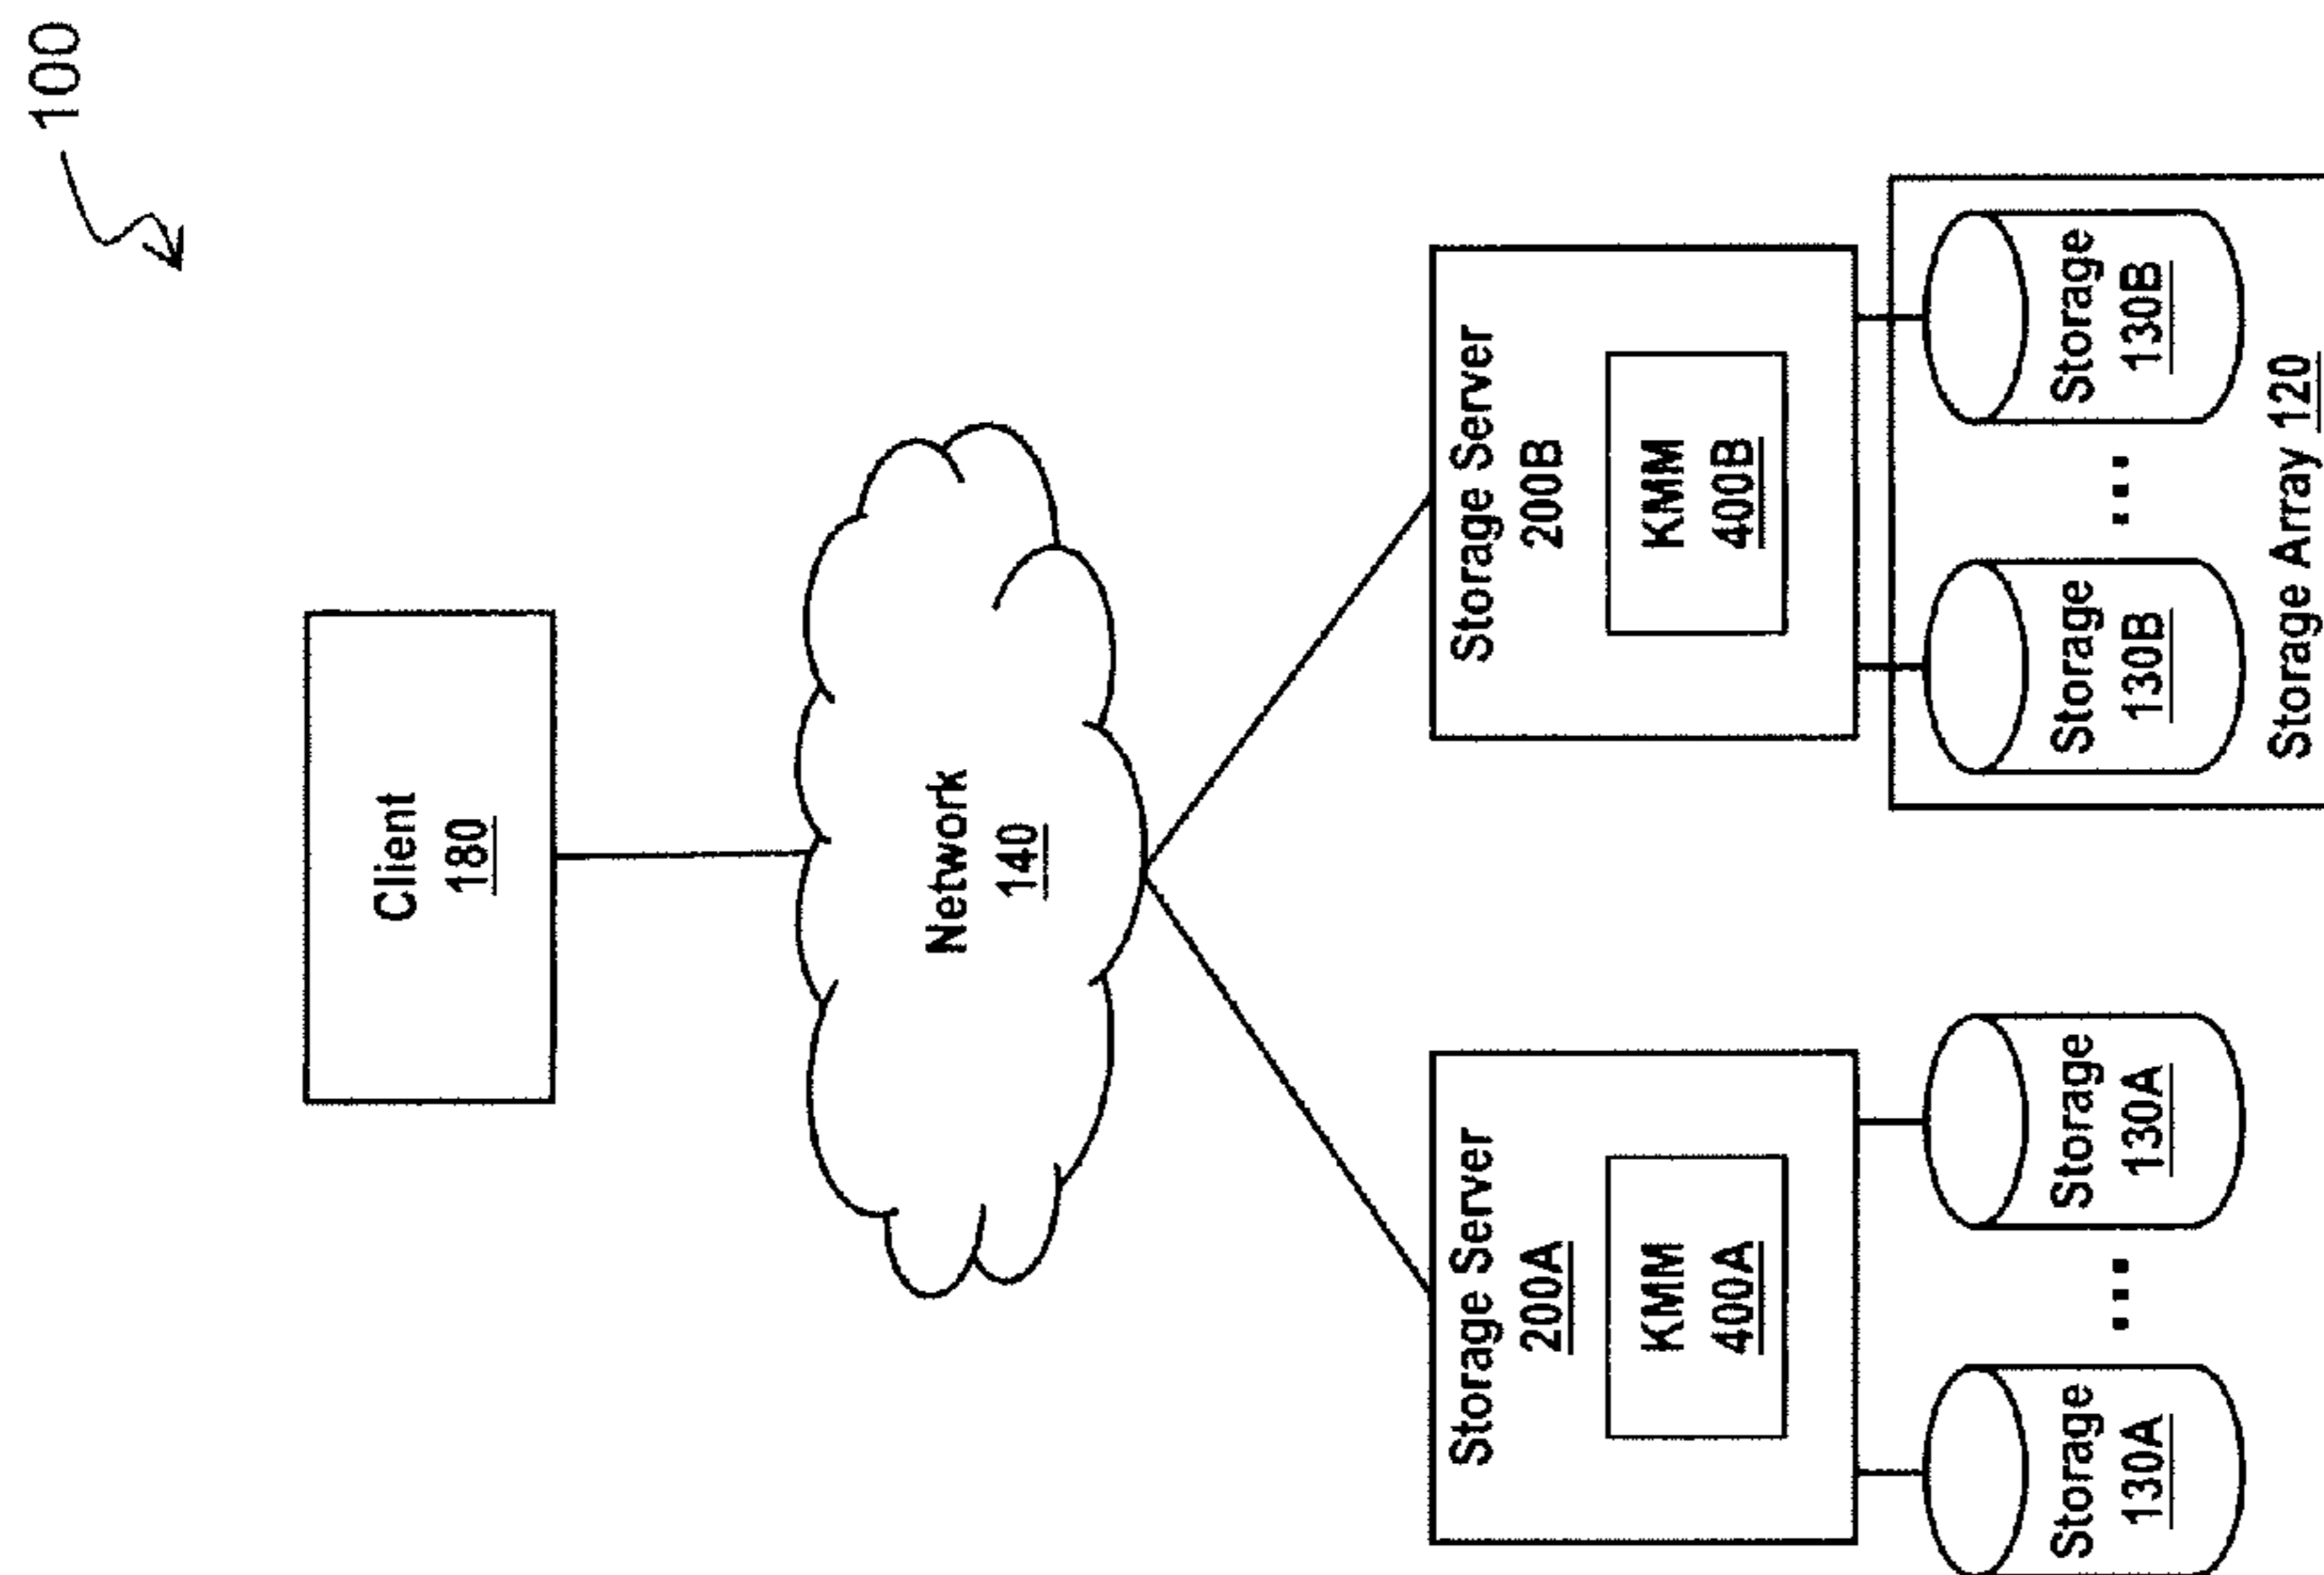 100
Client
180
Network
140
Storage Server
200A
KMM
400A
Storage Server
200B
KMM
400B
Storage
130A
...
Storage
130A
Storage
130B
...
Storage
130B
Storage Array 120